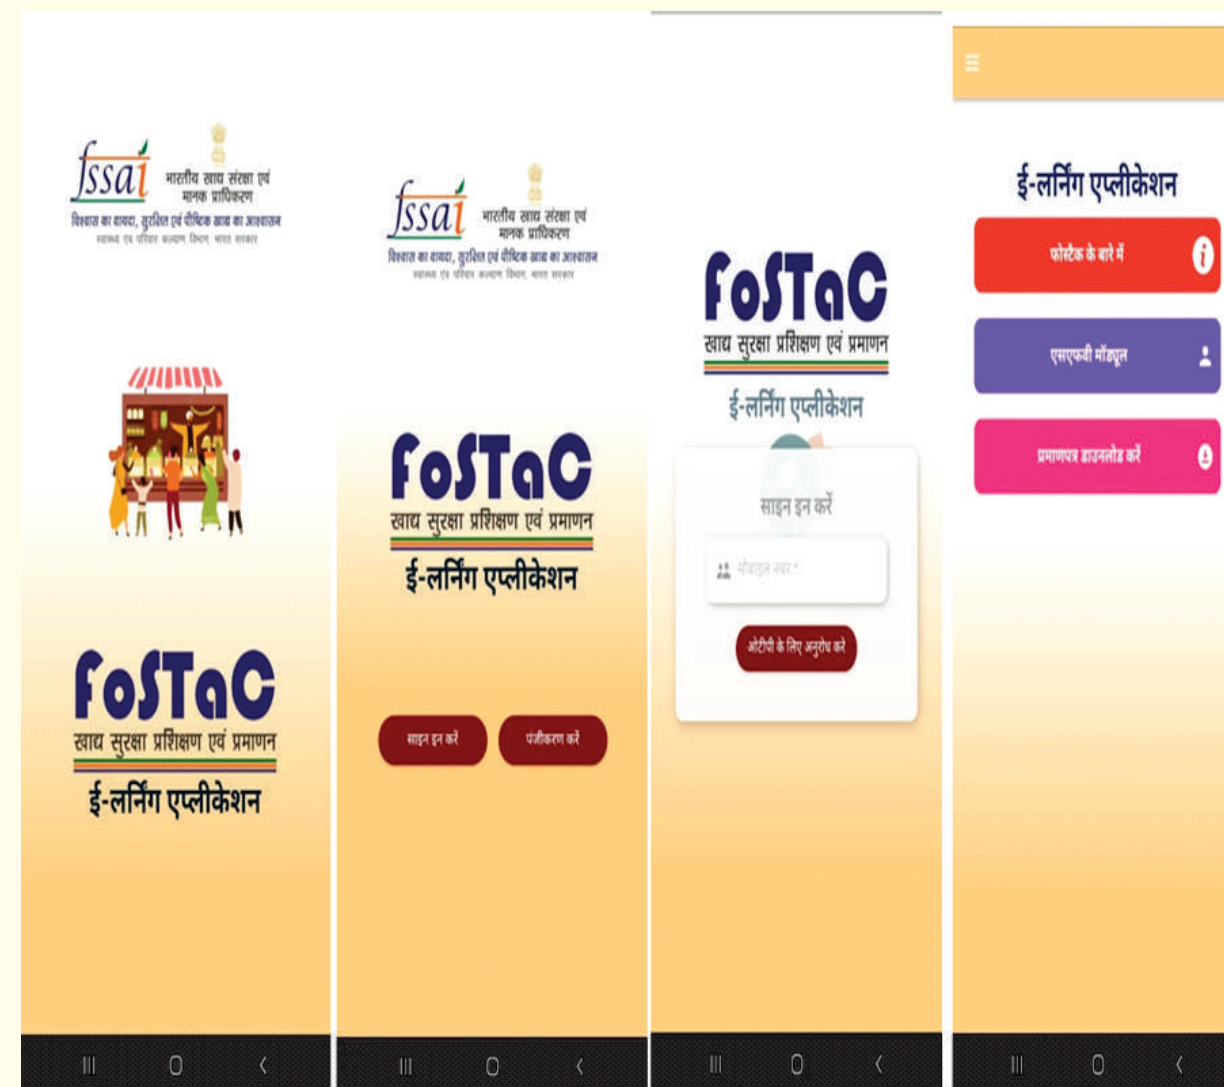 fssai
भारतीय खाद्य संरक्षा एवं
मानक प्राधिकरण
विश्वास का वायदा, सुरक्षित एवं पौष्टिक खाद्य का आश्वासन
स्वास्थ्य एंव परिवार कल्याण विभाग, भारत सरकार
FoSTaC
खाद्य सुरक्षा प्रशिक्षण एवं प्रमाणन
ई-लर्निंग एप्लीकेशन
fssai
भारतीय खाद्य संरक्षा एवं
मानक प्राधिकरण
विश्वास का वायदा, सुरक्षित एवं पौष्टिक खाद्य का आश्वासन
स्वास्थ्य एंव परिवार कल्याण विभाग, भारत सरकार
FoSTaC
खाद्य सुरक्षा प्रशिक्षण एवं प्रमाणन
ई-लर्निंग एप्लीकेशन
साइन इन करें
पंजीकरण करें
FoSTaC
खाद्य सुरक्षा प्रशिक्षण एवं प्रमाणन
ई-लर्निंग एप्लीकेशन
साइन इन करें
मोबाइल नंबर *
ओटीपी के लिए अनुरोध करे
ई-लर्निंग एप्लीकेशन
फोस्टैक के बारे में
एसएफवी मॉड्यूल
प्रमाणपत्र डाउनलोड करें